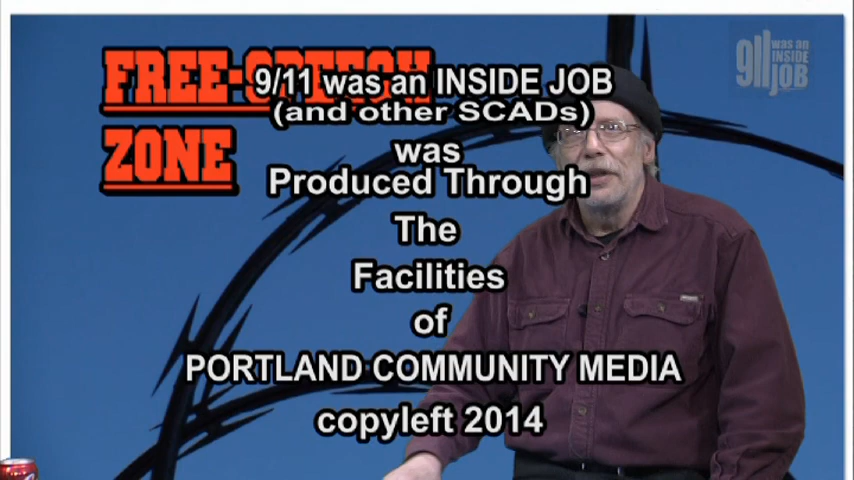 FREE-SPEECH
ZONE
9/11 was an INSIDE JOB
(and other SCADs)
was
Produced Through
The
Facilities
of
PORTLAND COMMUNITY MEDIA
copyleft 2014
911 was an
INSIDE
JOB